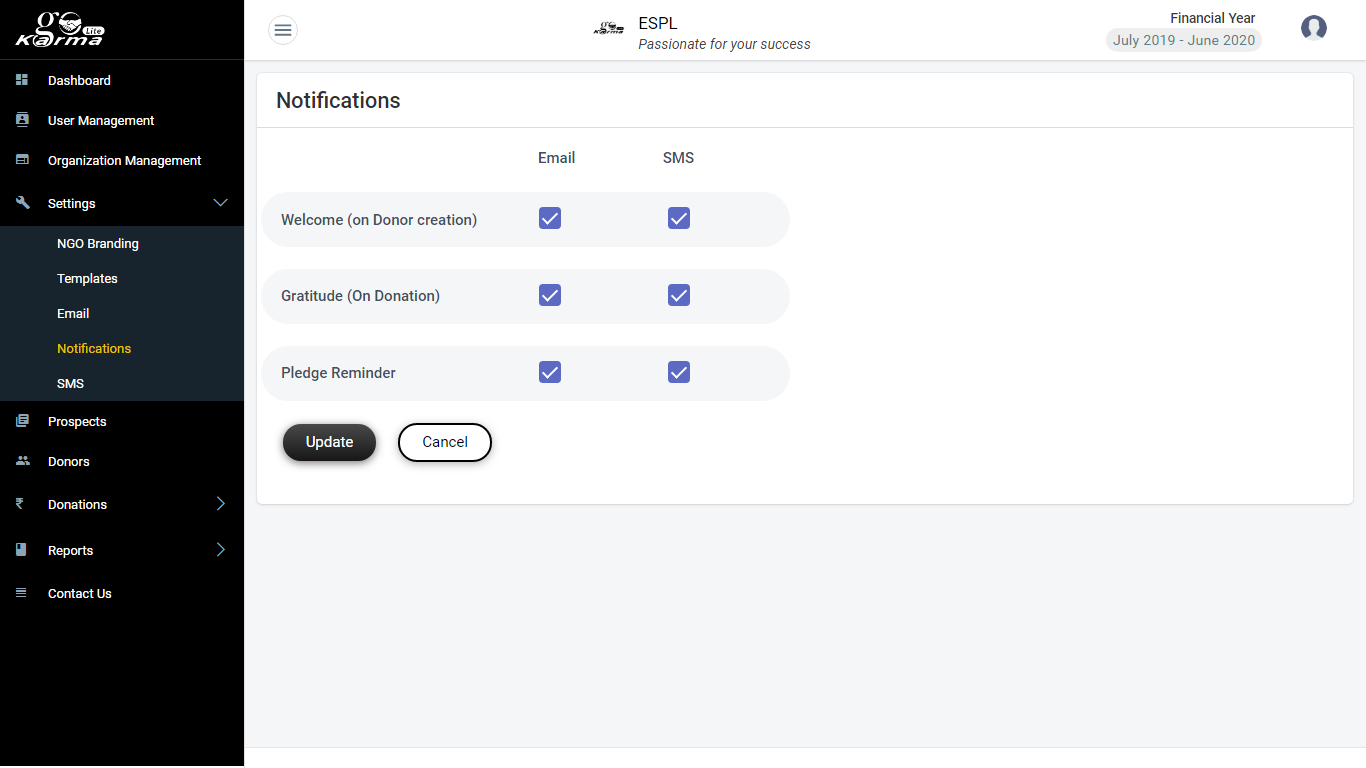 go
Karma
Lite
Dashboard
User Management
Organization Management
Settings
NGO Branding
Templates
Email
Notifications
SMS
Prospects
Donors
₹ Donations
Reports
Contact Us
go
Karma
ESPL
Passionate for your success
Financial Year
July 2019 - June 2020
Notifications
Email SMS
Welcome (on Donor creation)
Gratitude (On Donation)
Pledge Reminder
Update Cancel